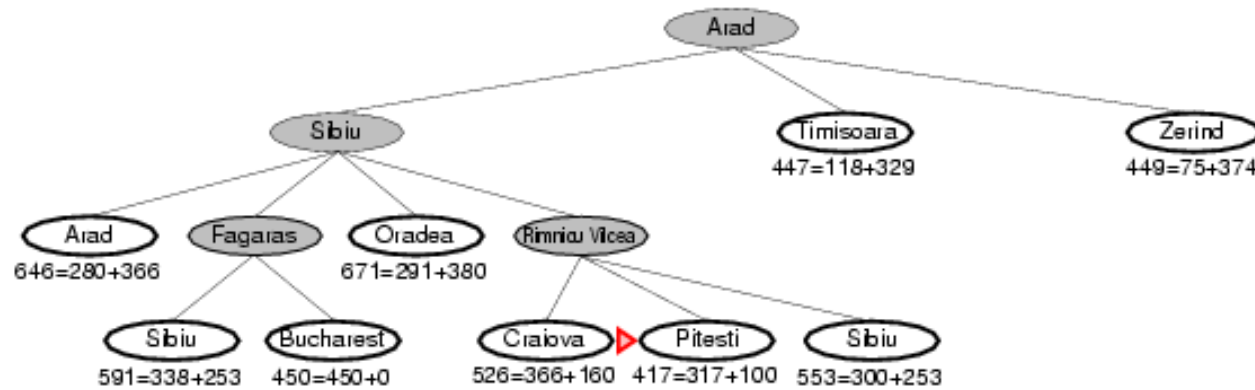 Arad
Sibiu
Timisoara
Zerind
447=118+329
449=75+374
Arad
Fagaras
Oradea
Rimnicu Vilcea
646=280+366
671=291+380
Sibiu
Bucharest
Craiova
Pitesti
Sibiu
591=338+253
450=450+0
526=366+160
417=317+100
553=300+253